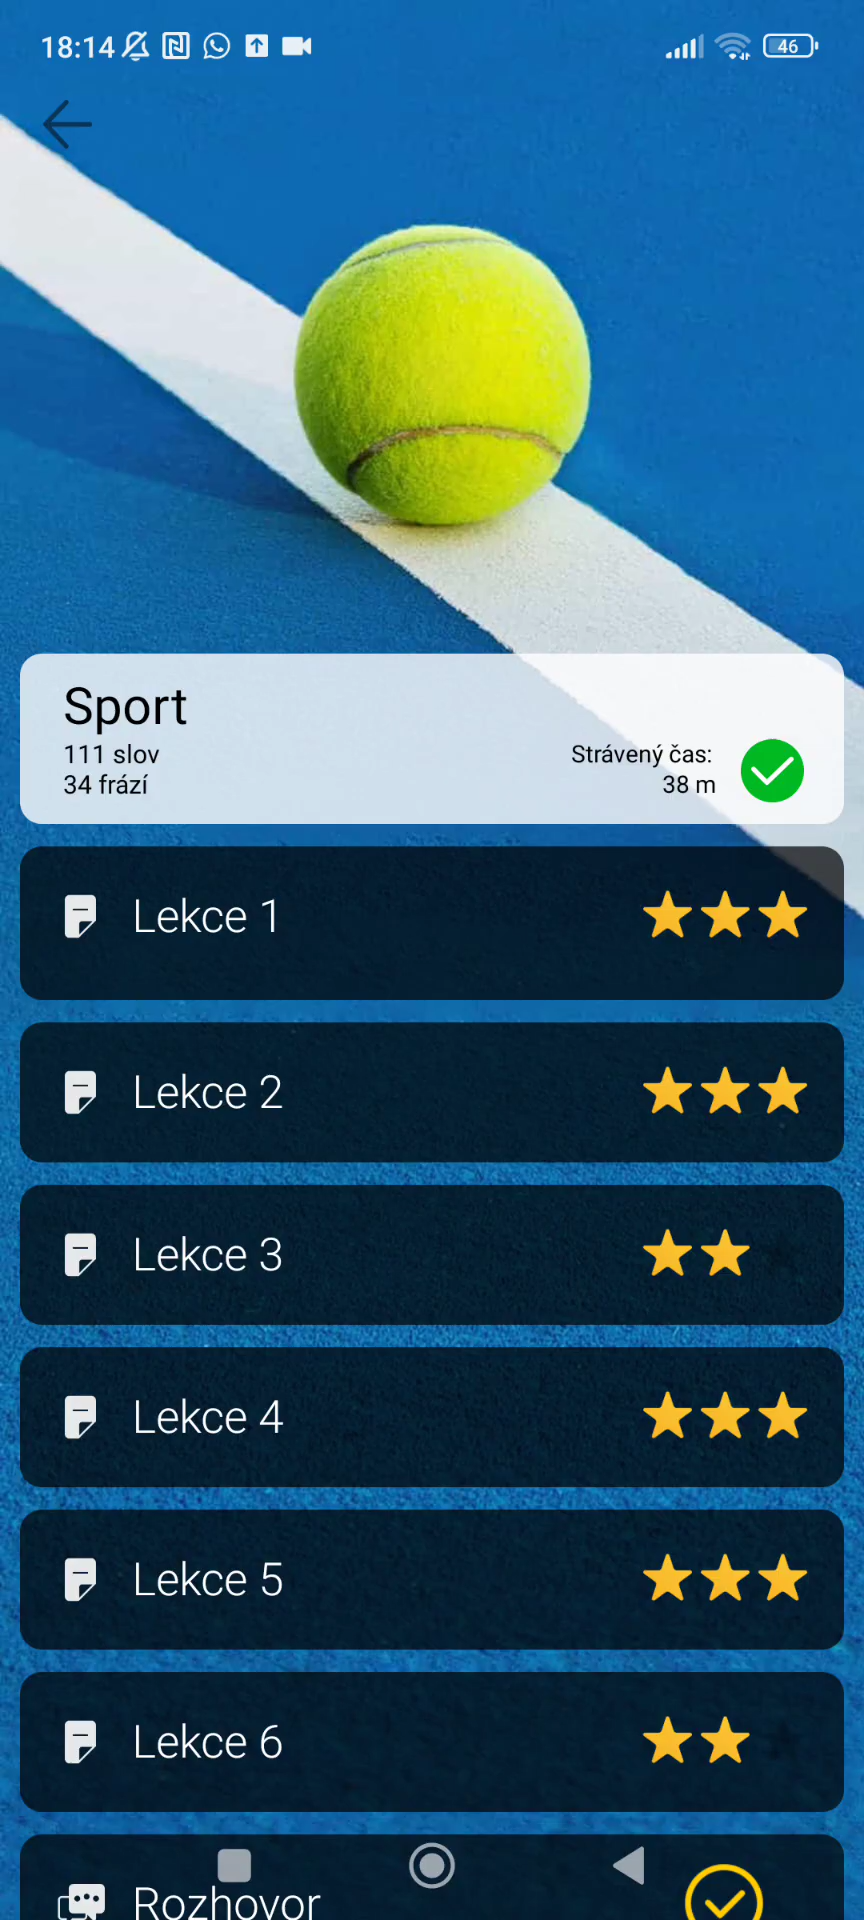 18:14
46
Sport
111 slov
34 frází
Strávený čas:
38 m
Lekce 1
Lekce 2
Lekce 3
Lekce 4
Lekce 5
Lekce 6
Rozhovor